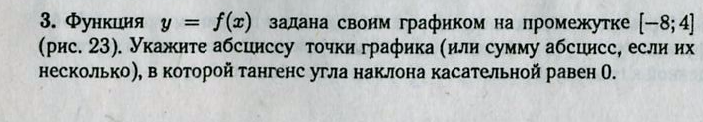 3. Функция y = f(x) задана своим графиком на промежутке [−8; 4]
(рис. 23). Укажите абсциссу точки графика (или сумму абсцисс, если их
несколько), в которой тангенс угла наклона касательной равен 0.